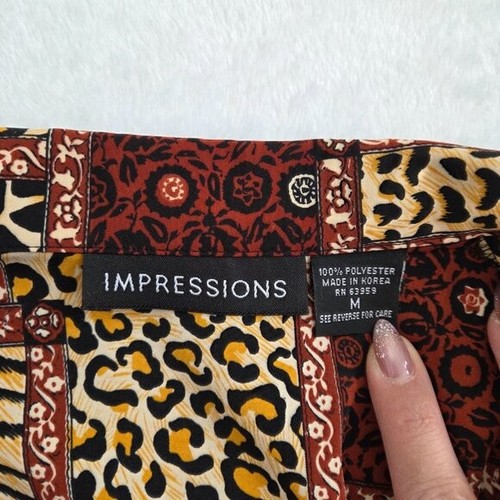 IMPRESSIONS
100% POLYESTER
MADE IN KOREA
RN 63959
M
SEE REVERSE FOR CARE